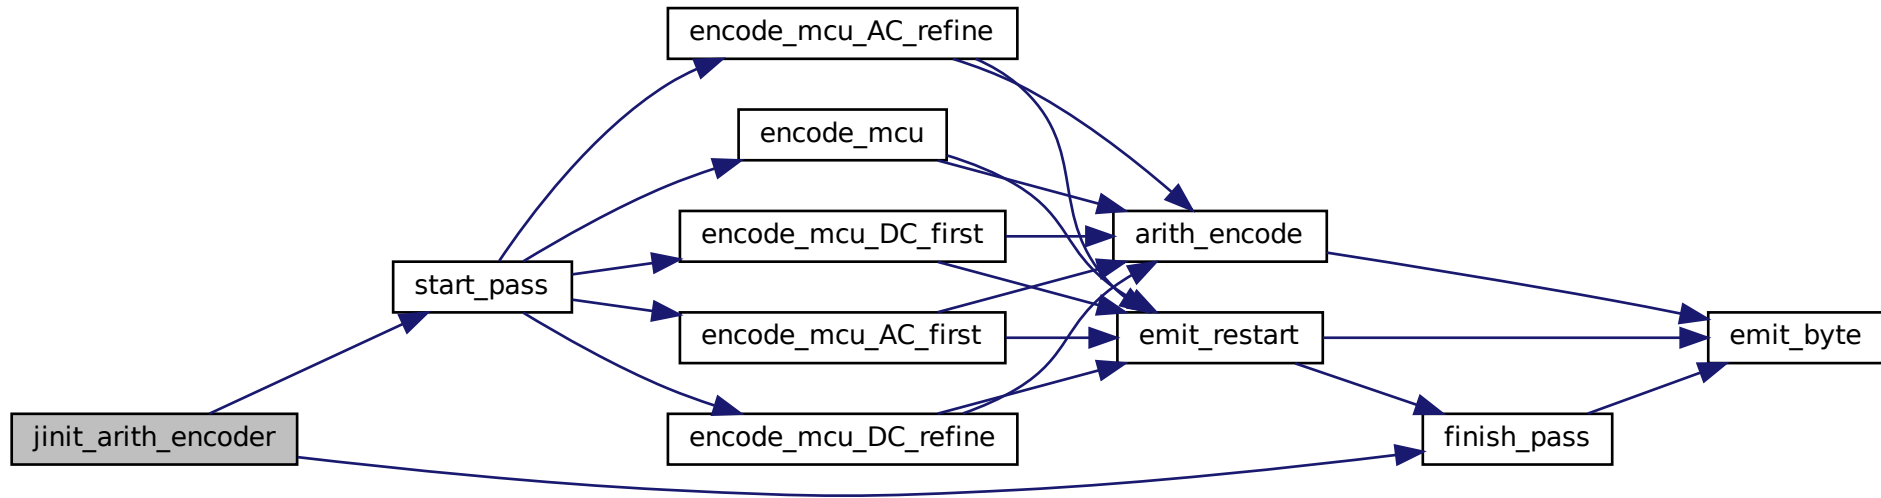 encode_mcu_AC_refine
encode_mcu
encode_mcu_DC_first
arith_encode
start_pass
encode_mcu_AC_first
emit_restart
emit_byte
jinit_arith_encoder
encode_mcu_DC_refine
finish_pass